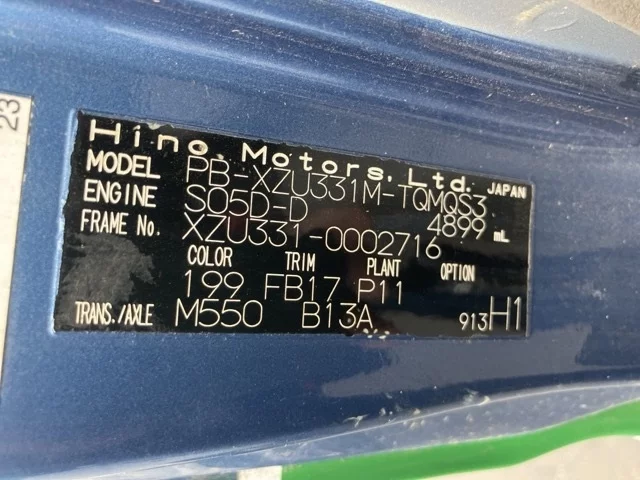 23
Hino Motors, Ltd. JAPAN
MODEL PB-XZU331M-TQMQS3
ENGINE S05D-D 4899 mL
FRAME No. XZU331-0002716
COLOR TRIM PLANT OPTION
199 FB17 P11
TRANS./AXLE M550 B13A 913H1